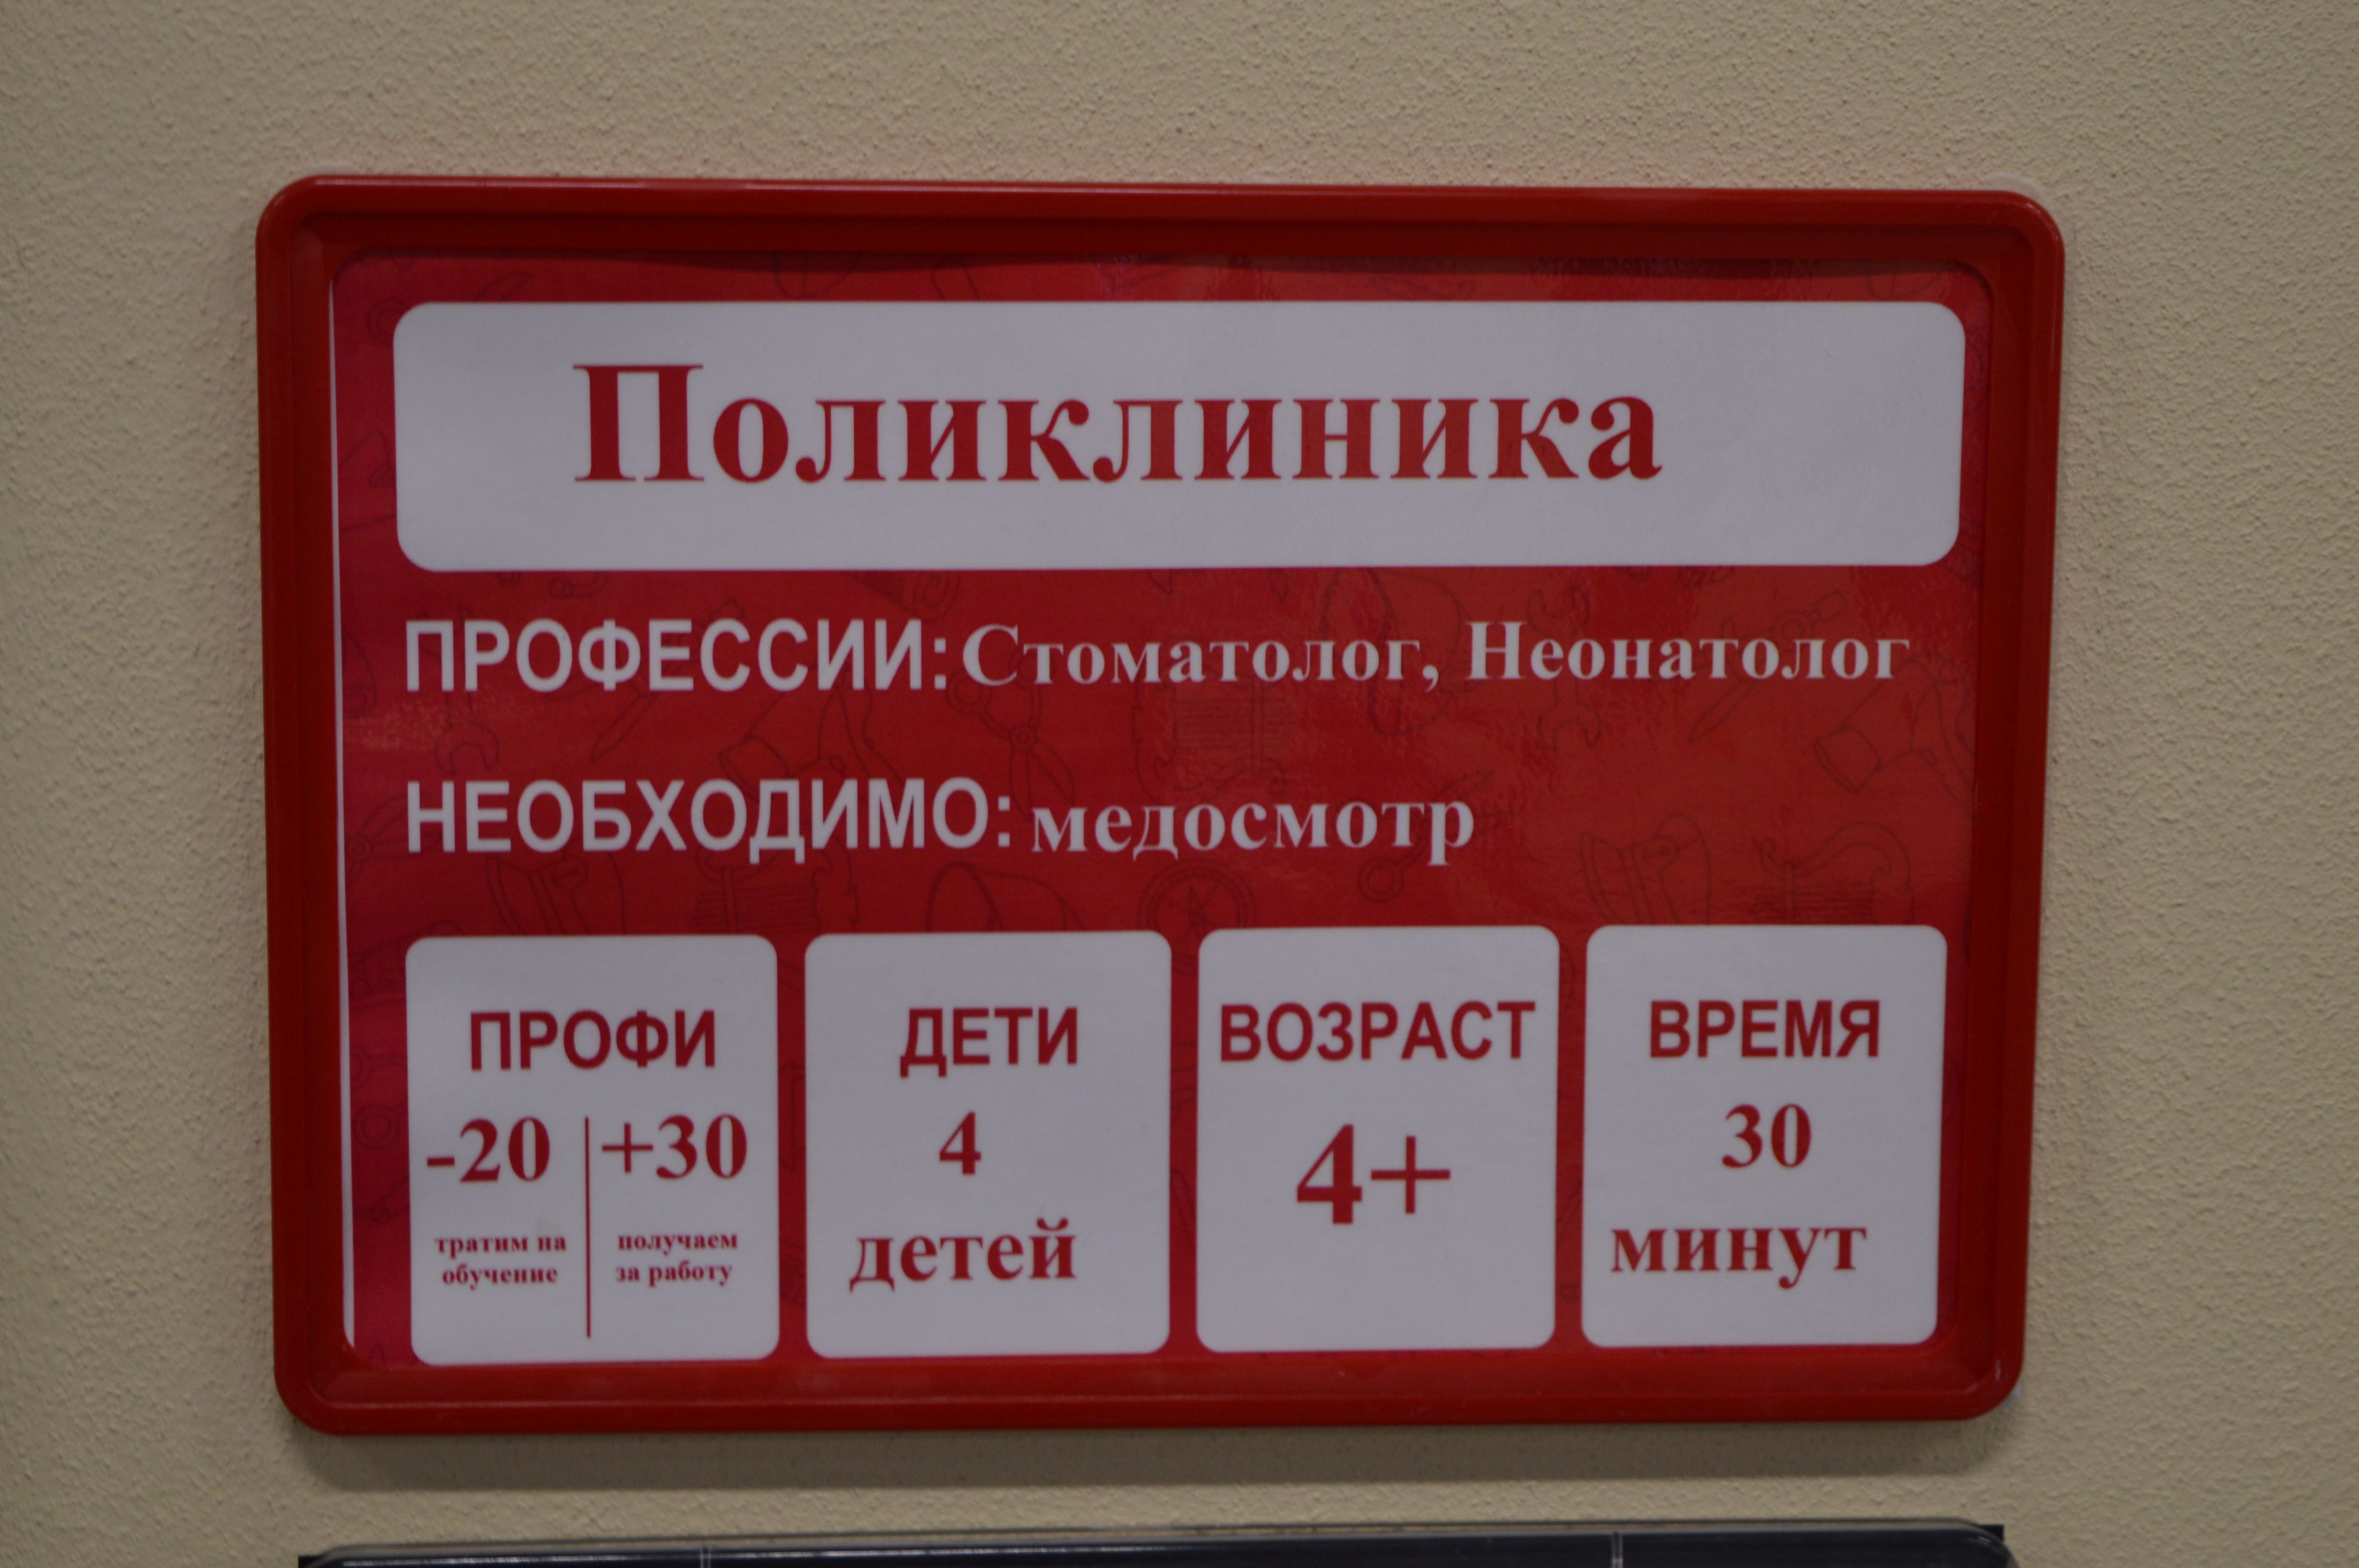 Поликлиника
ПРОФЕССИИ: Стоматолог, Неонатолог
НЕОБХОДИМО: медосмотр
ПРОФИ
-20
тратим на
обучение
+30
получаем
за работу
ДЕТИ
4
детей
ВОЗРАСТ
4+
ВРЕМЯ
30
минут